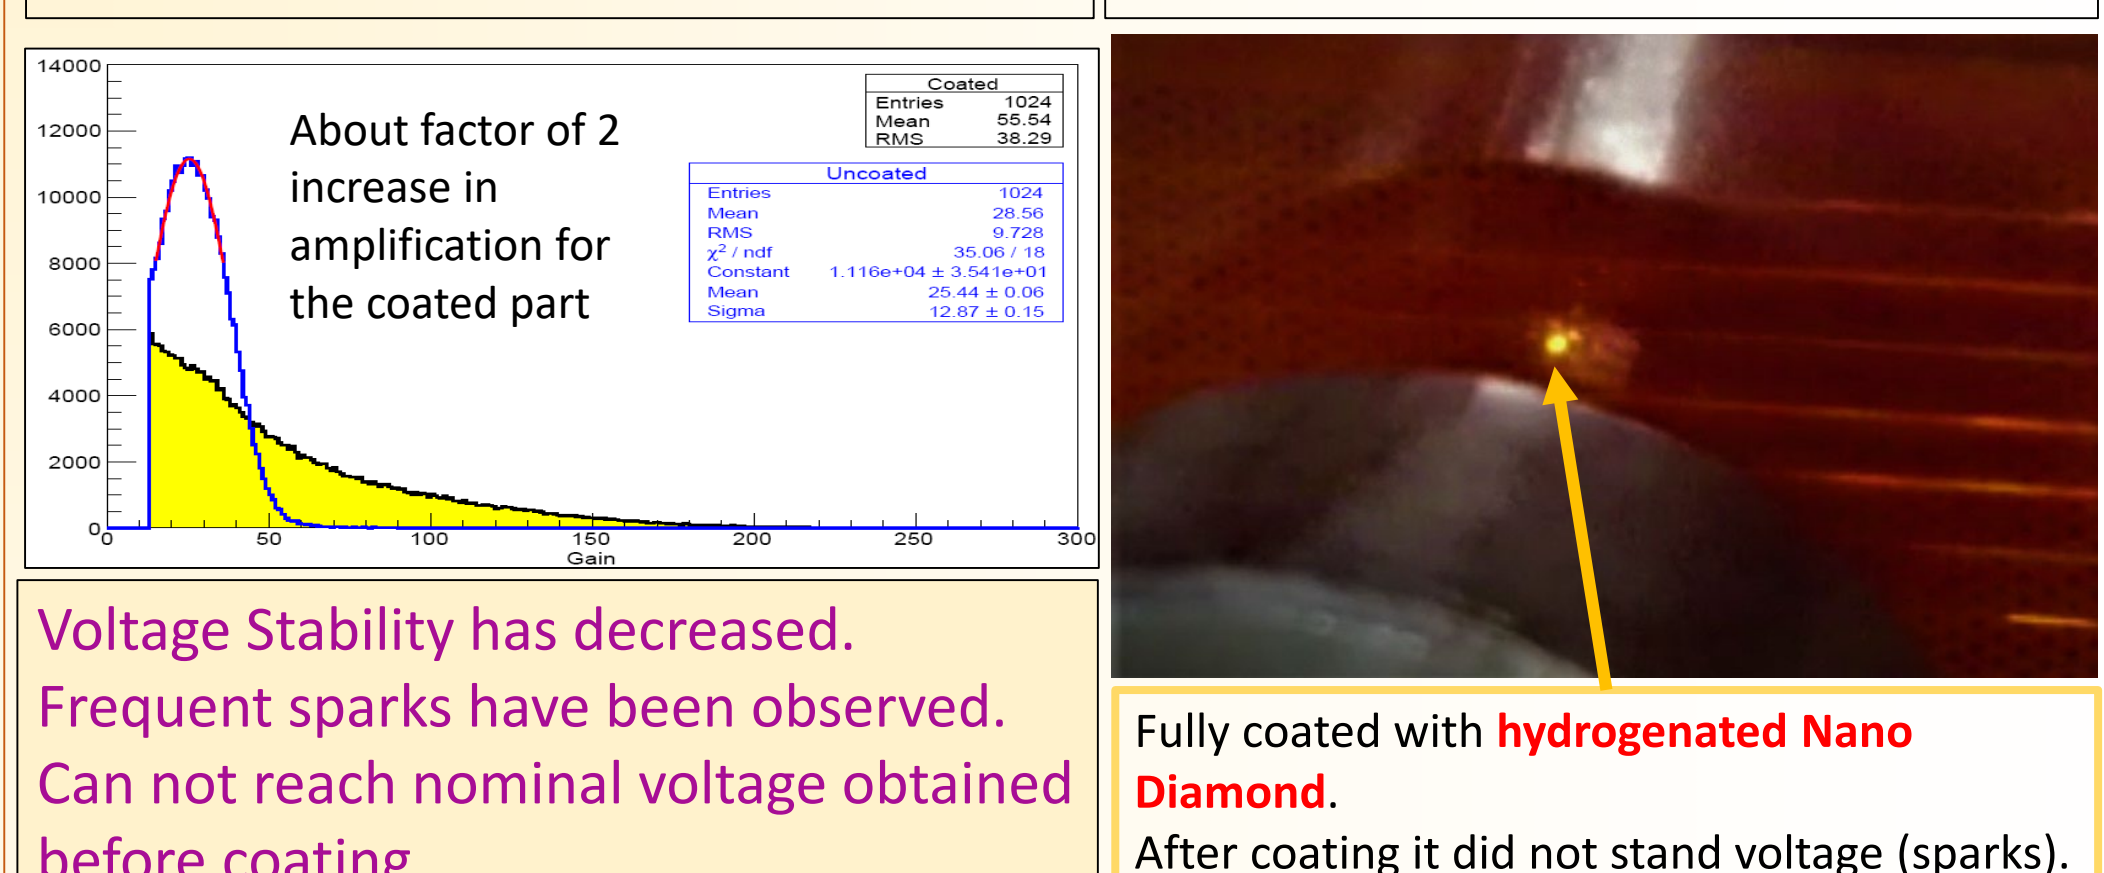 14000
12000
10000
8000
6000
4000
2000
0
0
50
100
150
200
250
300
Gain
About factor of 2
increase in
amplification for
the coated part
Coated
Entries 1024
Mean 55.54
RMS 38.29
Uncoated
Entries 1024
Mean 28.56
RMS 9.728
χ² / ndf 35.06 / 18
Constant 1.116e+04 ± 3.541e+01
Mean 25.44 ± 0.06
Sigma 12.87 ± 0.15
Voltage Stability has decreased.
Frequent sparks have been observed.
Can not reach nominal voltage obtained
before coating
Fully coated with hydrogenated Nano
Diamond.
After coating it did not stand voltage (sparks).